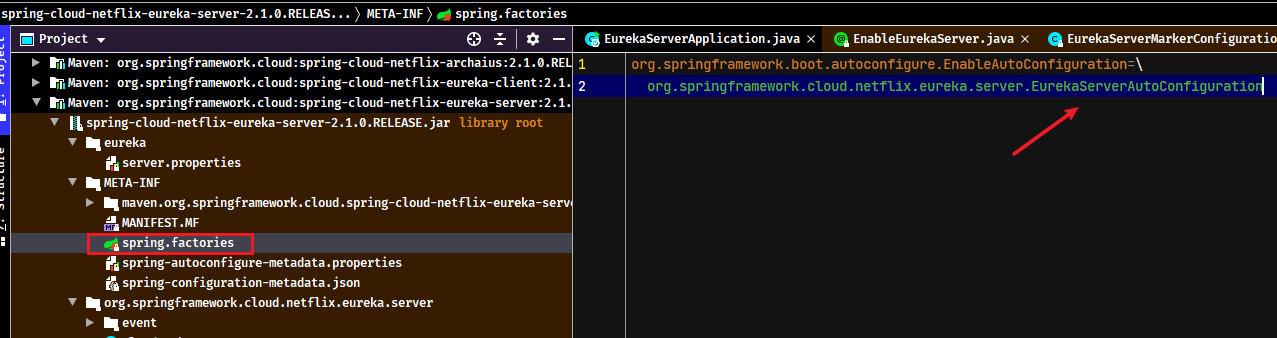 spring-cloud-netflix-eureka-server-2.1.0.RELEAS... META-INF spring.factories
1: Project
Project
EurekaServerApplication.java
EnableEurekaServer.java
EurekaServerMarkerConfiguratio
Maven: org.springframework.cloud:spring-cloud-netflix-archaius:2.1.0.REL
Maven: org.springframework.cloud:spring-cloud-netflix-eureka-client:2.1.
Maven: org.springframework.cloud:spring-cloud-netflix-eureka-server:2.1.
spring-cloud-netflix-eureka-server-2.1.0.RELEASE.jar library root
eureka
server.properties
META-INF
maven.org.springframework.cloud.spring-cloud-netflix-eureka-serve
MANIFEST.MF
spring.factories
spring-autoconfigure-metadata.properties
spring-configuration-metadata.json
org.springframework.cloud.netflix.eureka.server
event
Structure
1 org.springframework.boot.autoconfigure.EnableAutoConfiguration=\
2 org.springframework.cloud.netflix.eureka.server.EurekaServerAutoConfiguration